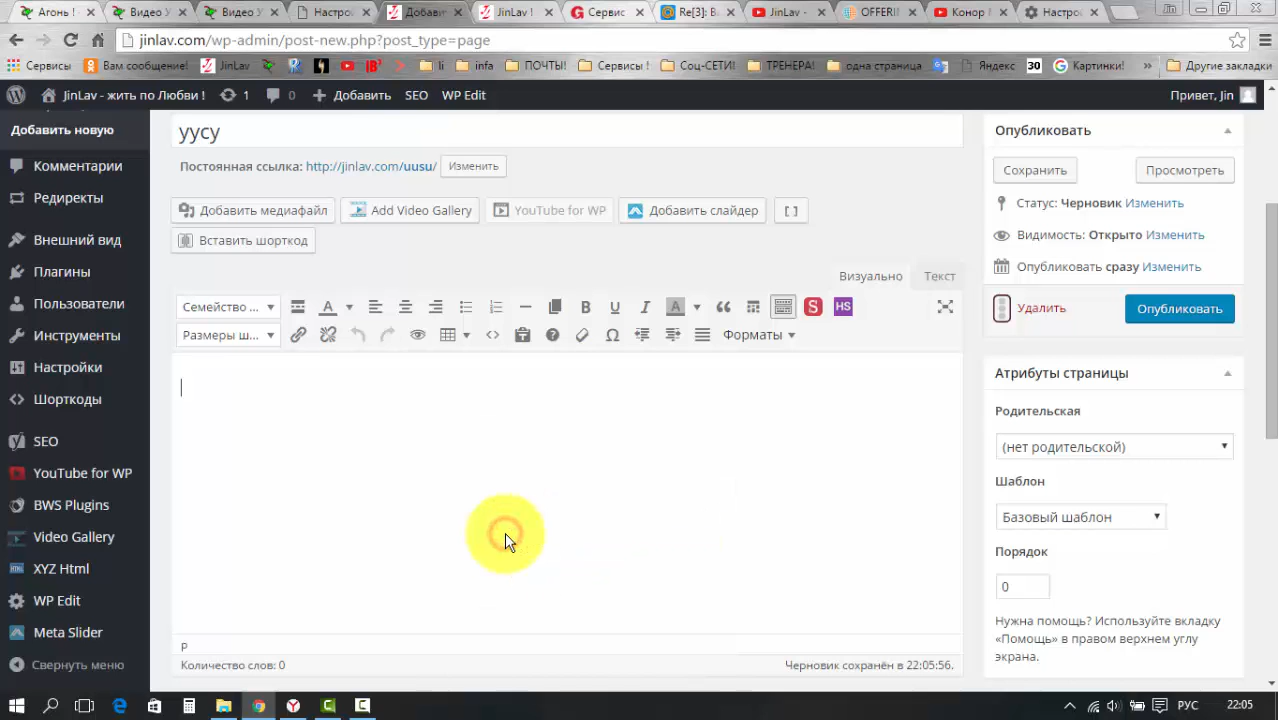 Агонь !
Видео У
Видео У
Настро
Добави
JinLav !
Сервис
Re[3]: В
JinLav -
OFFERII
Конор М
Настро
jinlav.com/wp-admin/post-new.php?post_type=page
Сервисы
Вам сообщение!
JinLav
li
infa
ПОЧТЫ!
Сервисы !
Соц-СЕТИ!
ТРЕНЕРА!
одна страница
Яндекс
30
Картинки!
»
Другие закладки
JinLav - жить по Любви !
1
0
Добавить
SEO
WP Edit
Привет, Jin
Добавить новую
Комментарии
Редиректы
Внешний вид
Плагины
Пользователи
Инструменты
Настройки
Шорткоды
SEO
YouTube for WP
BWS Plugins
Video Gallery
XYZ Html
WP Edit
Meta Slider
Свернуть меню
ууcу
Постоянная ссылка: http://jinlav.com/uusu/ Изменить
Добавить медиафайл
Add Video Gallery
YouTube for WP
Добавить слайдер
[ ]
Вставить шорткод
Визуально
Текст
Семейство ...
A
B U I A
S
HS
Размеры ш...
Форматы
P
Количество слов: 0
Черновик сохранён в 22:05:56.
Опубликовать
Сохранить
Просмотреть
Статус: Черновик Изменить
Видимость: Открыто Изменить
Опубликовать сразу Изменить
Удалить
Опубликовать
Атрибуты страницы
Родительская
(нет родительской)
Шаблон
Базовый шаблон
Порядок
0
Нужна помощь? Используйте вкладку
«Помощь» в правом верхнем углу
экрана.
РУС
22:05